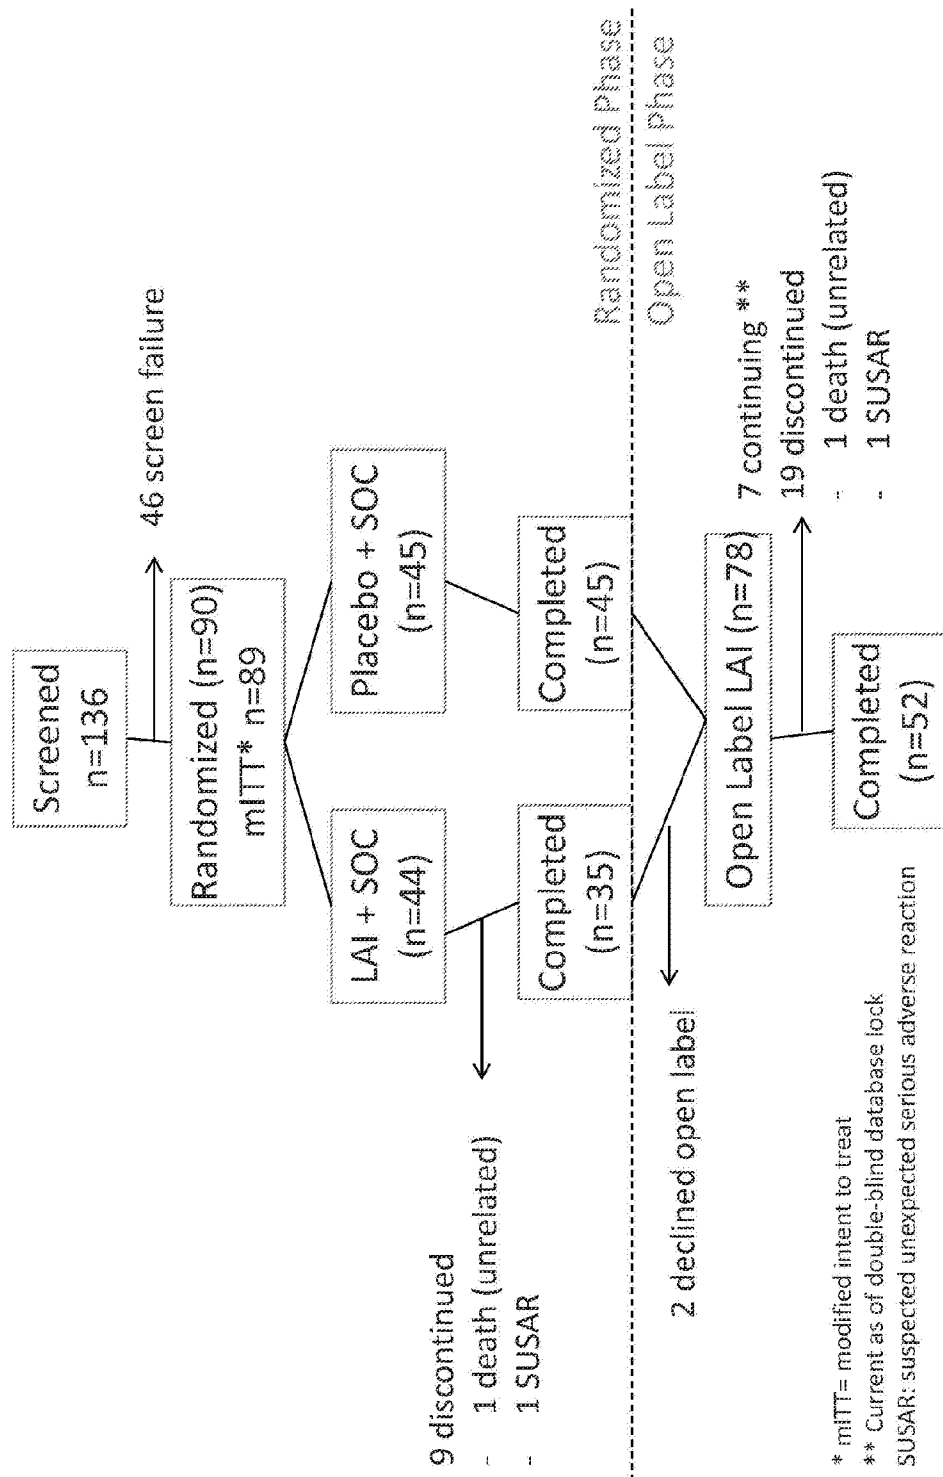 Screened
n=136
46 screen failure
Randomized (n=90)
mITT* n=89
LAI + SOC
(n=44)
Placebo + SOC
(n=45)
9 discontinued
- 1 death (unrelated)
- 1 SUSAR
Completed
(n=35)
Completed
(n=45)
Randomized Phase
Open Label Phase
2 declined open label
Open Label LAI (n=78)
7 continuing **
19 discontinued
- 1 death (unrelated)
- 1 SUSAR
Completed
(n=52)
* mITT= modified intent to treat
** Current as of double-blind database lock
SUSAR: suspected unexpected serious adverse reaction